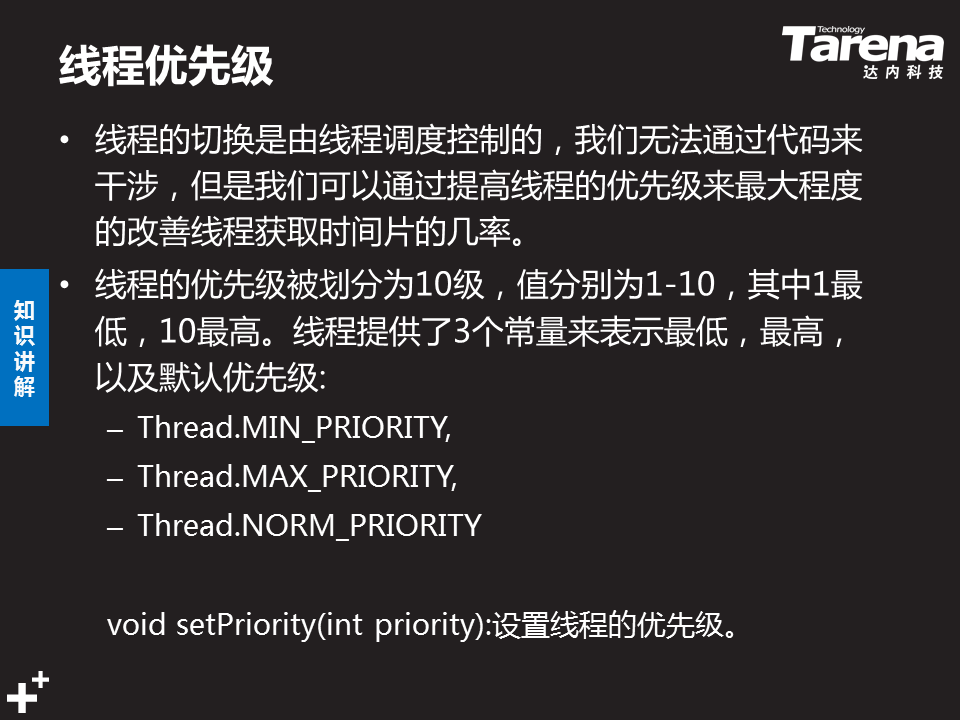 线程优先级
Technology
Tarena
达内科技
• 线程的切换是由线程调度控制的，我们无法通过代码来
干涉，但是我们可以通过提高线程的优先级来最大程度
的改善线程获取时间片的几率。
• 线程的优先级被划分为10级，值分别为1-10，其中1最
低，10最高。线程提供了3个常量来表示最低，最高，
以及默认优先级:
– Thread.MIN_PRIORITY,
– Thread.MAX_PRIORITY,
– Thread.NORM_PRIORITY
void setPriority(int priority):设置线程的优先级。
知
识
讲
解